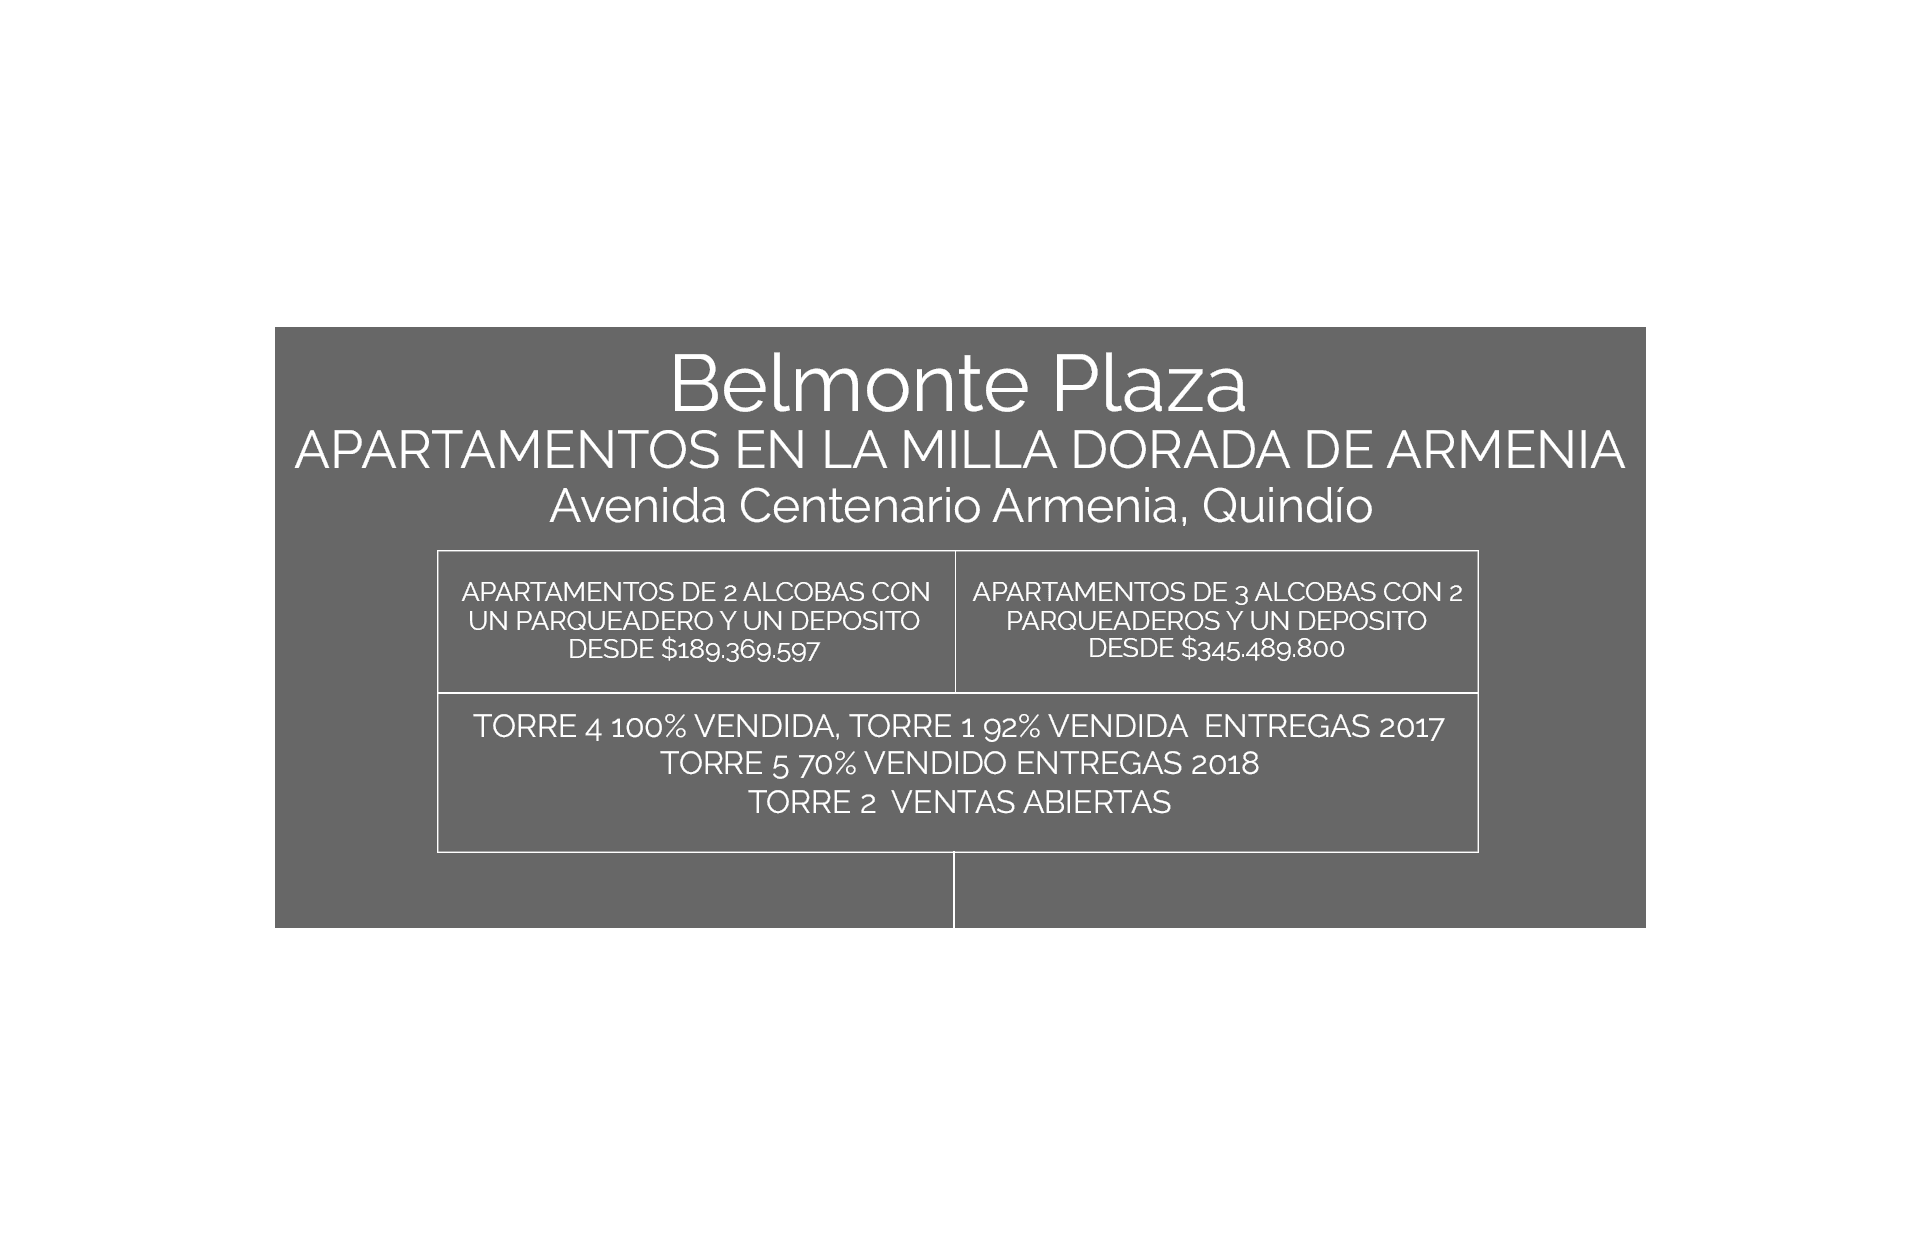 Belmonte Plaza
APARTAMENTOS EN LA MILLA DORADA DE ARMENIA
Avenida Centenario Armenia, Quindío
APARTAMENTOS DE 2 ALCOBAS CON
UN PARQUEADERO Y UN DEPOSITO
DESDE $189.369.597
APARTAMENTOS DE 3 ALCOBAS CON 2
PARQUEADEROS Y UN DEPOSITO
DESDE $345.489.800
TORRE 4 100% VENDIDA, TORRE 1 92% VENDIDA  ENTREGAS 2017
TORRE 5 70% VENDIDO ENTREGAS 2018
TORRE 2  VENTAS ABIERTAS